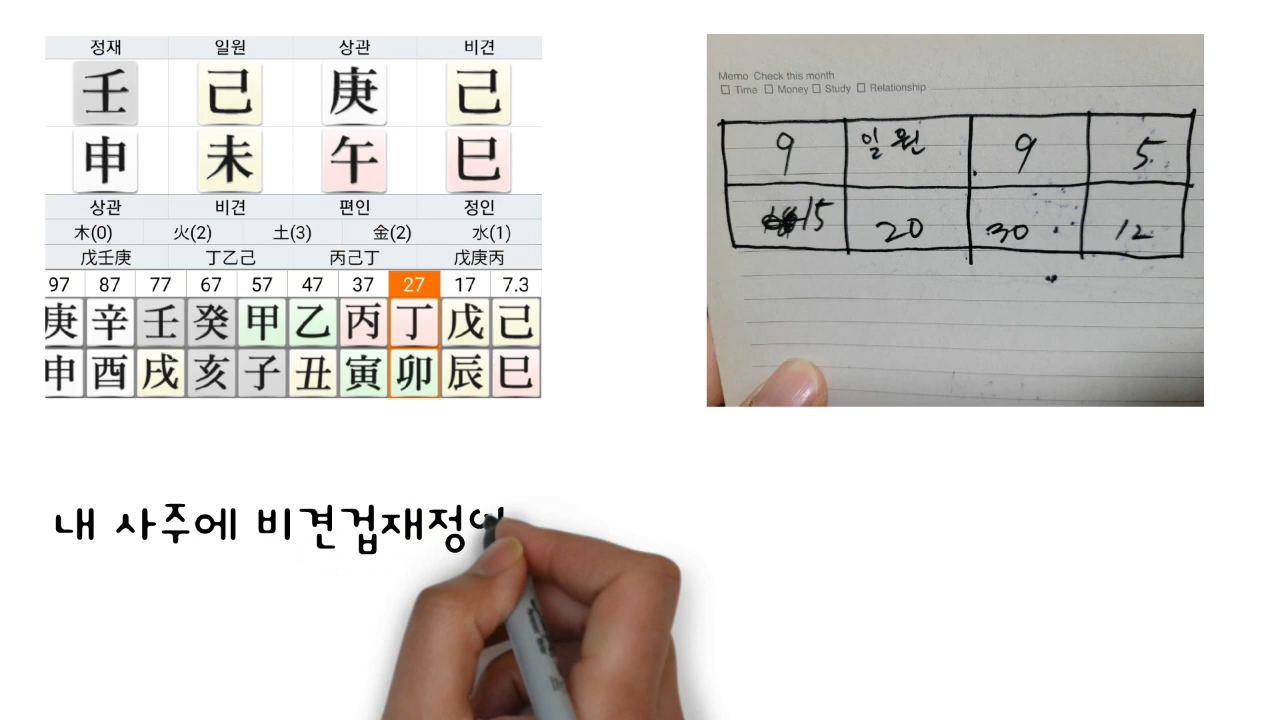 정재 일원 상관 비견
壬 己 庚 己
申 未 午 巳
상관 비견 편인 정인
木(0) 火(2) 土(3) 金(2) 水(1)
戊壬庚 丁乙己 丙己丁 戊庚丙
97 87 77 67 57 47 37 27 17 7.3
庚 辛 壬 癸 甲 乙 丙 丁 戊 己
申 酉 戌 亥 子 丑 寅 卯 辰 巳
Memo Check this month
Time Money Study Relationship
9 일원 9 5
15 20 30 12
내 사주에 비견겁재정